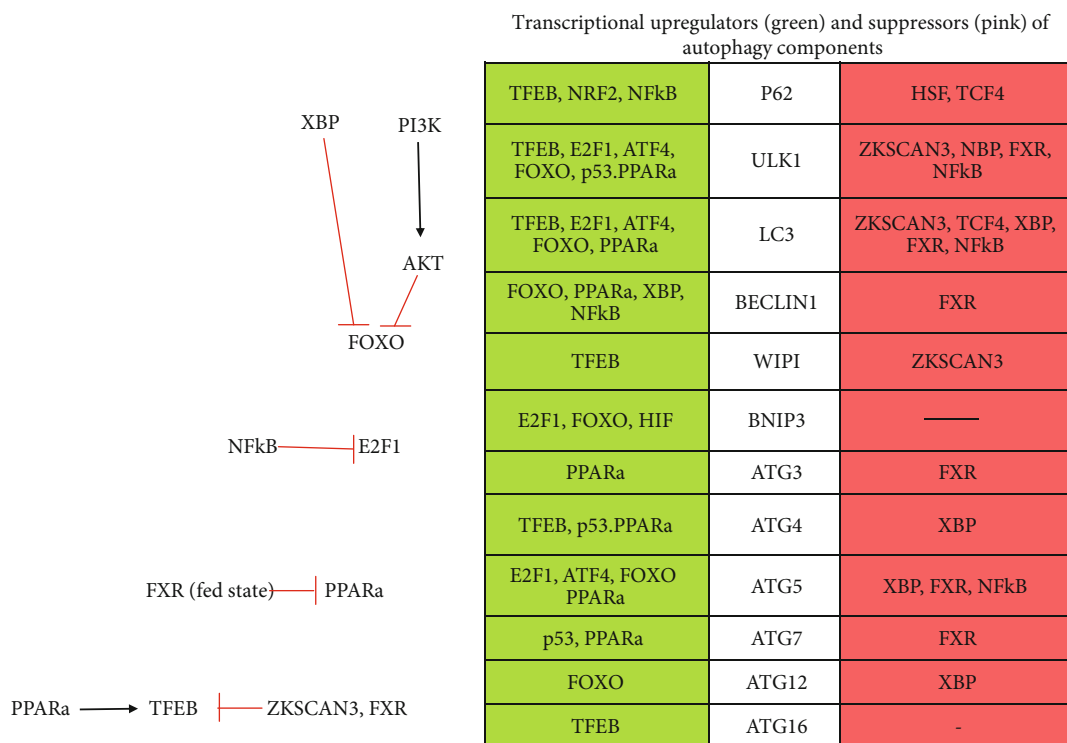 Transcriptional upregulators (green) and suppressors (pink) of
autophagy components
XBP
PI3K
AKT
FOXO
NFkB
E2F1
FXR (fed state)
PPARa
PPARa
TFEB
ZKSCAN3, FXR
TFEB, NRF2, NFkB
P62
HSF, TCF4
TFEB, E2F1, ATF4,
FOXO, p53.PPARa
ULK1
ZKSCAN3, NBP, FXR,
NFkB
TFEB, E2F1, ATF4,
FOXO, PPARa
LC3
ZKSCAN3, TCF4, XBP,
FXR, NFkB
FOXO, PPARa, XBP,
NFkB
BECLIN1
FXR
TFEB
WIPI
ZKSCAN3
E2F1, FOXO, HIF
BNIP3
——
PPARa
ATG3
FXR
TFEB, p53.PPARa
ATG4
XBP
E2F1, ATF4, FOXO
PPARa
ATG5
XBP, FXR, NFkB
p53, PPARa
ATG7
FXR
FOXO
ATG12
XBP
TFEB
ATG16
-